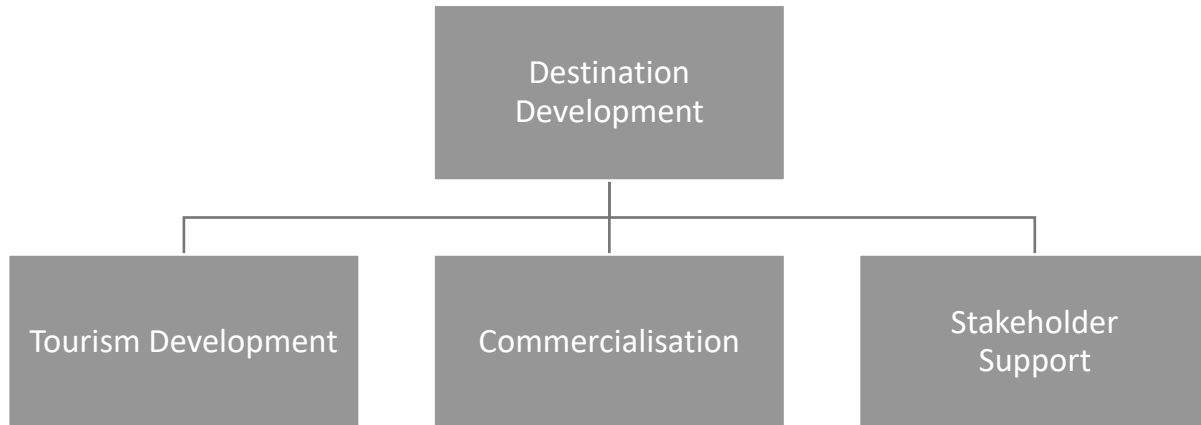 Destination
Development
Tourism Development
Commercialisation
Stakeholder
Support